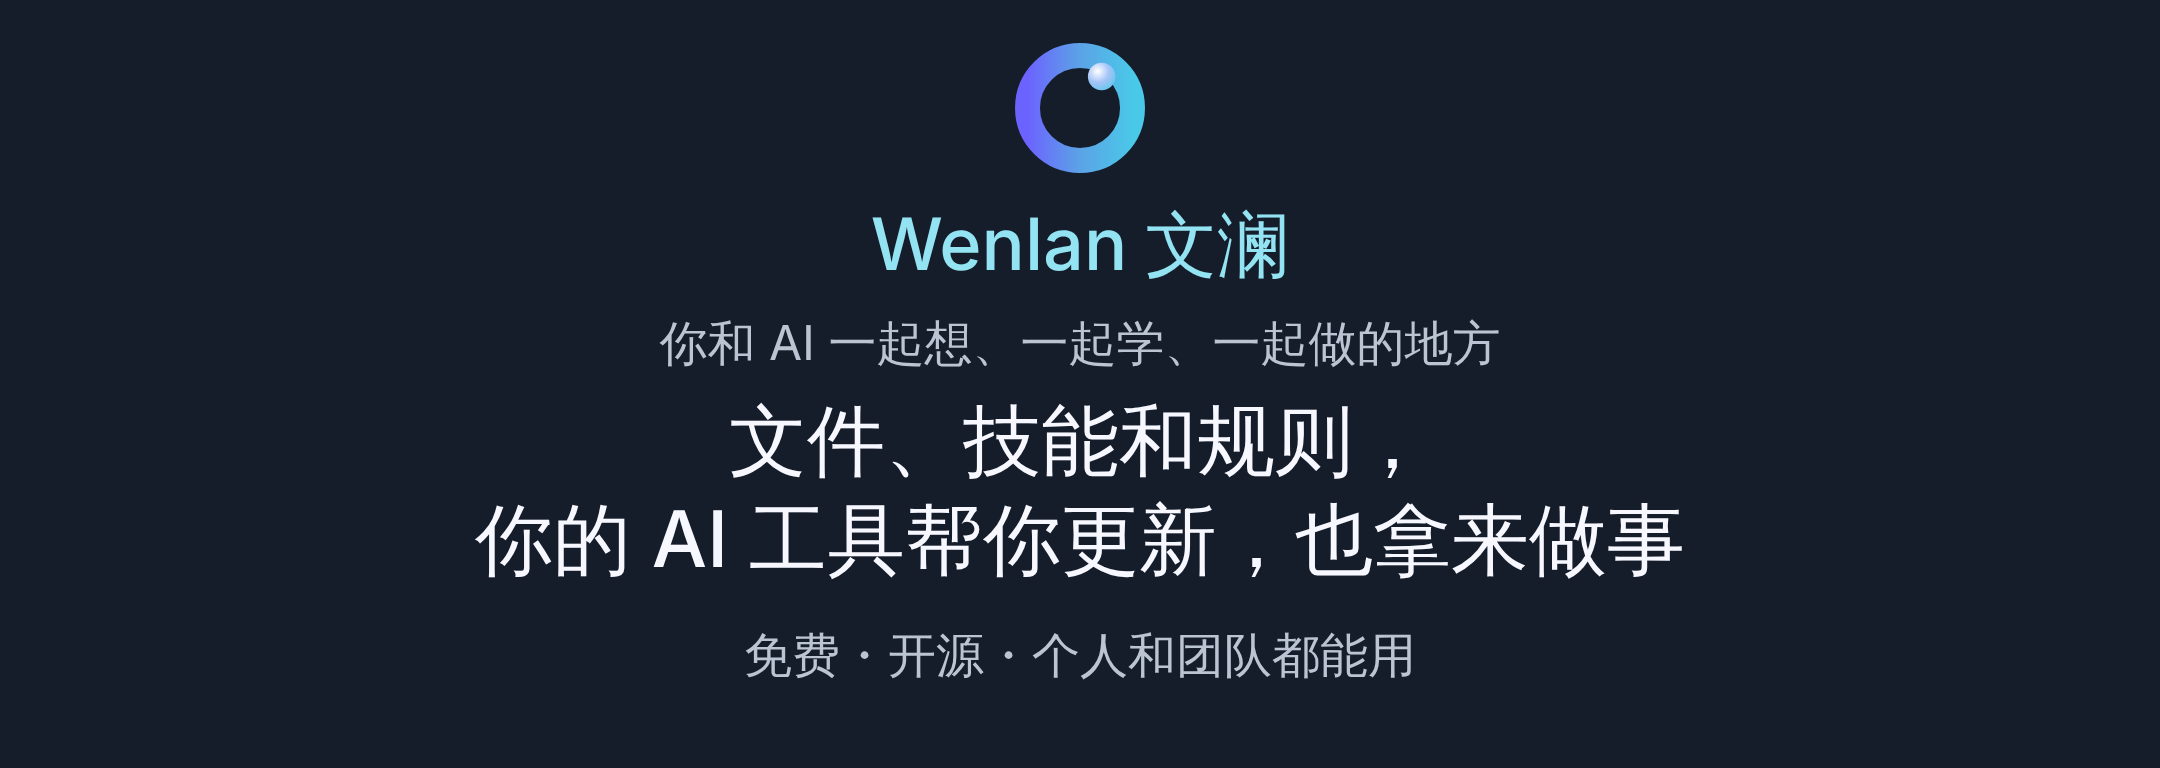 Wenlan 文澜
你和 AI 一起想、一起学、一起做的地方
文件、技能和规则，
你的 AI 工具帮你更新，也拿来做事
免费 · 开源 · 个人和团队都能用